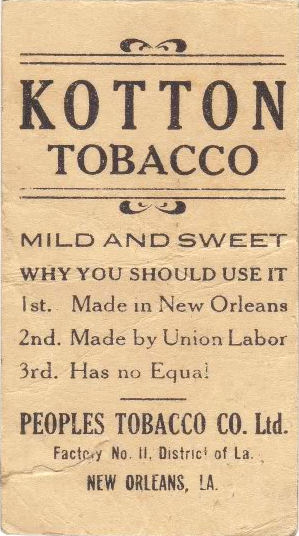 KOTTON
TOBACCO
MILD AND SWEET
WHY YOU SHOULD USE IT
1st. Made in New Orleans
2nd. Made by Union Labor
3rd. Has no Equal
PEOPLES TOBACCO CO. Ltd.
Factory No. 11, District of La.
NEW ORLEANS, LA.